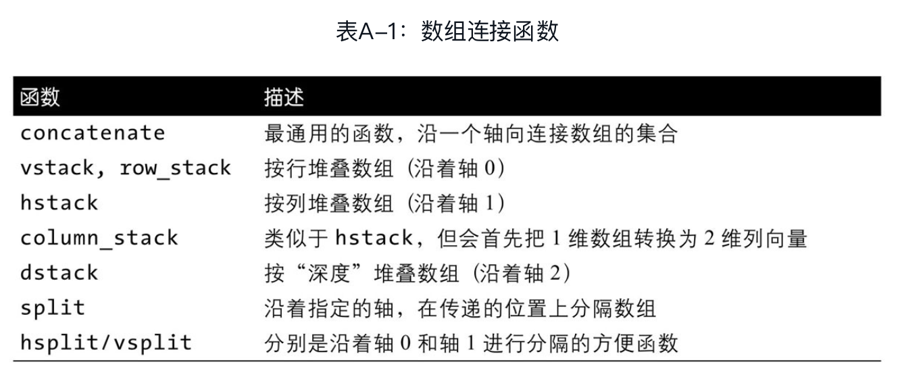 表A–1：数组连接函数
函数 描述
concatenate 最通用的函数，沿一个轴向连接数组的集合
vstack, row_stack 按行堆叠数组（沿着轴 0）
hstack 按列堆叠数组（沿着轴 1）
column_stack 类似于 hstack，但会首先把 1 维数组转换为 2 维列向量
dstack 按“深度”堆叠数组（沿着轴 2）
split 沿着指定的轴，在传递的位置上分隔数组
hsplit/vsplit 分别是沿着轴 0 和轴 1 进行分隔的方便函数